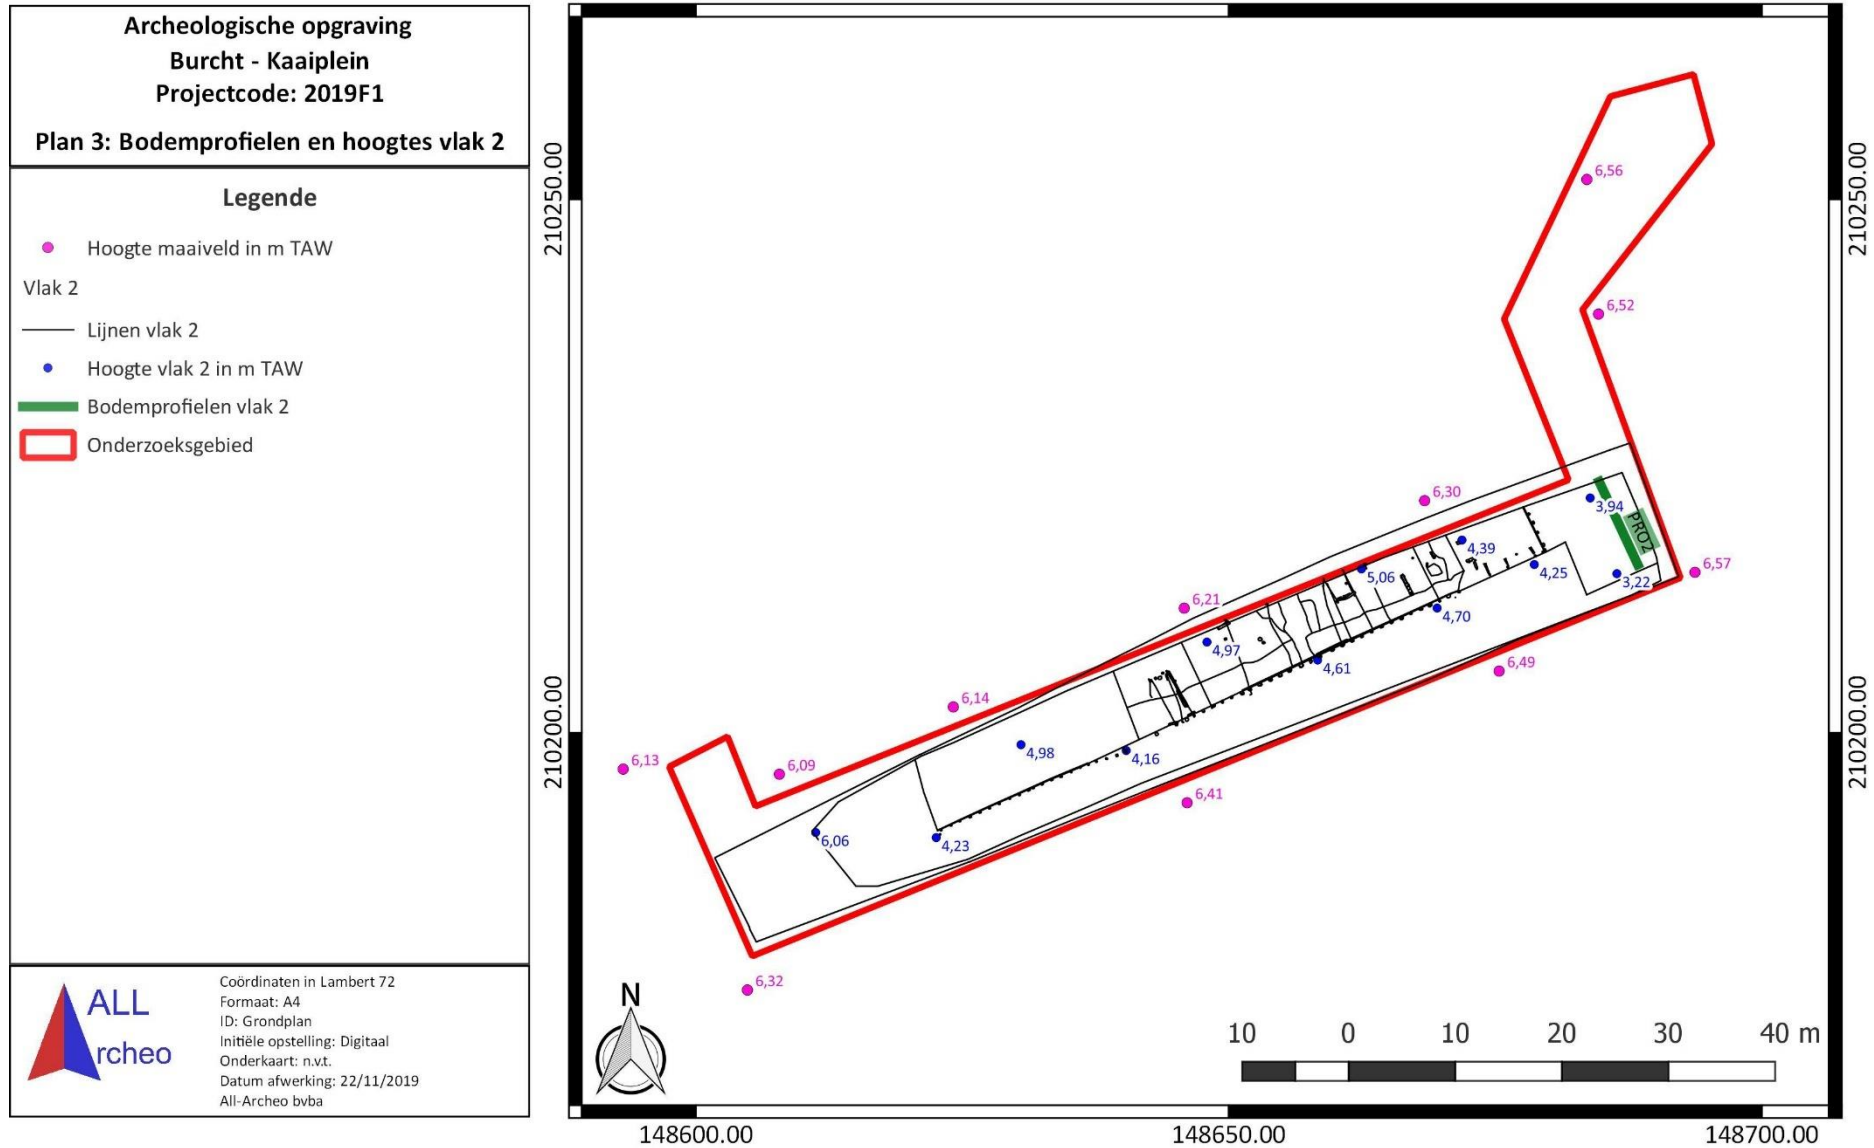 Archeologische opgraving
Burcht - Kaaiplein
Projectcode: 2019F1
Plan 3: Bodemprofielen en hoogtes vlak 2
Legende
Hoogte maaiveld in m TAW
Vlak 2
Lijnen vlak 2
Hoogte vlak 2 in m TAW
Bodemprofielen vlak 2
Onderzoeksgebied
ALL
rcheo
Coördinaten in Lambert 72
Formaat: A4
ID: Grondplan
Initiële opstelling: Digitaal
Onderkaart: n.v.t.
Datum afwerking: 22/11/2019
All-Archeo bvba
210250.00
210200.00
6,56
6,52
6,30
3,94
PRO2
4,39
4,25
3,22
6,57
5,06
4,70
6,21
4,97
4,61
6,49
6,14
4,98
4,16
6,13
6,09
6,41
6,06
4,23
6,32
N
10 0 10 20 30 40 m
210250.00
210200.00
148600.00 148650.00 148700.00